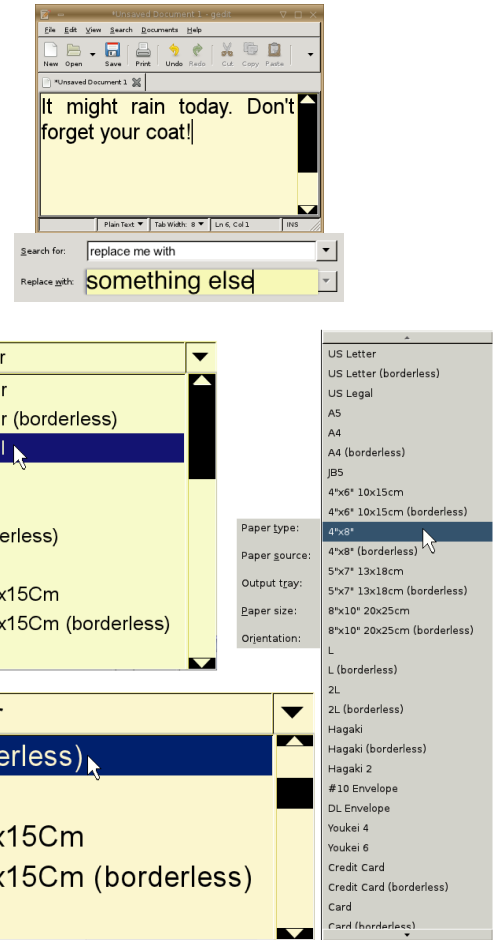 *Unsaved Document 1 - gedit
File Edit View Search Documents Help
New Open Save Print Undo Redo Cut Copy Paste
*Unsaved Document 1
It might rain today. Don't
forget your coat!
Plain Text Tab Width: 8 Ln 6, Col 1 INS
Search for: replace me with
Replace with: something else
r
r
r (borderless)
l
erless)
x15Cm
x15Cm (borderless)
erless)
x15Cm
x15Cm (borderless)
Paper type:
Paper source:
Output tray:
Paper size:
Orientation:
US Letter
US Letter (borderless)
US Legal
A5
A4
A4 (borderless)
JB5
4"x6" 10x15cm
4"x6" 10x15cm (borderless)
4"x8"
4"x8" (borderless)
5"x7" 13x18cm
5"x7" 13x18cm (borderless)
8"x10" 20x25cm
8"x10" 20x25cm (borderless)
L
L (borderless)
2L
2L (borderless)
Hagaki
Hagaki (borderless)
Hagaki 2
#10 Envelope
DL Envelope
Youkei 4
Youkei 6
Credit Card
Credit Card (borderless)
Card
Card (borderless)